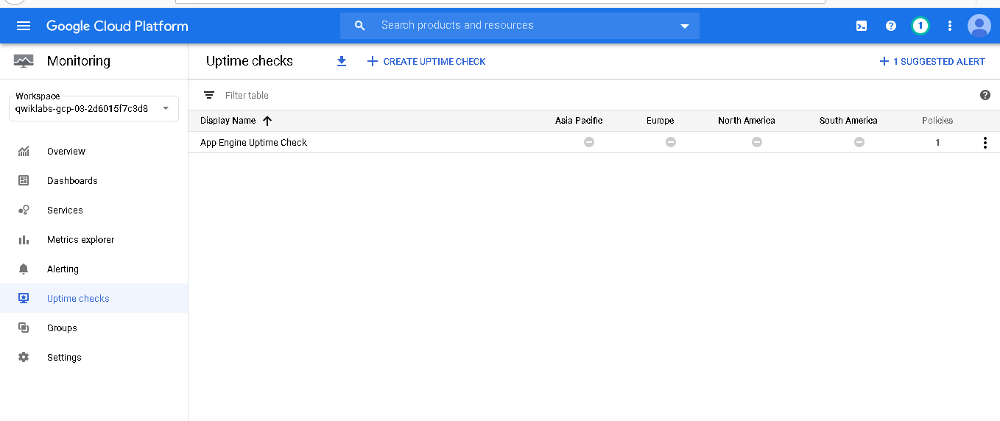 Google Cloud Platform
Search products and resources
1
Monitoring
Uptime checks
CREATE UPTIME CHECK
1 SUGGESTED ALERT
Workspace
qwiklabs-gcp-03-2d6015f7c3d8
Filter table
Display Name Asia Pacific Europe North America South America Policies
App Engine Uptime Check 1
Overview
Dashboards
Services
Metrics explorer
Alerting
Uptime checks
Groups
Settings